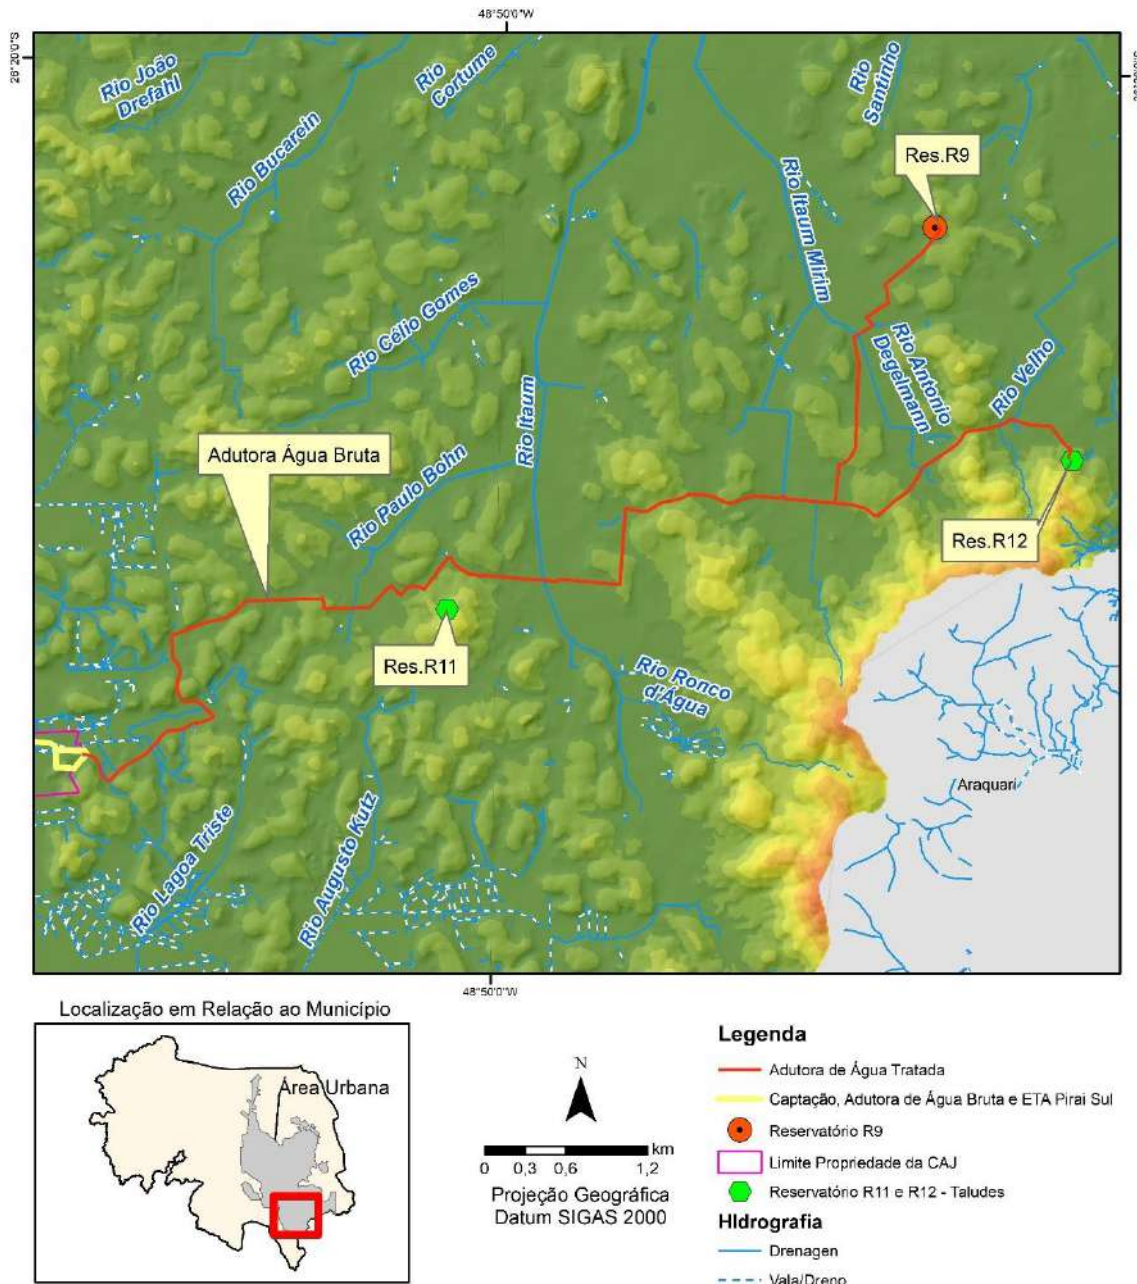 48°50'0"W
26°20'0"S
Rio João
Drefahl
Rio
Cortume
Rio
Santinho
Rio Bucarein
Res.R9
Rio Itaum Mirim
Rio Célio Gomes
Rio Antonio
Degelmann
Rio Velho
Rio Itaum
Adutora Água Bruta
Rio Paulo Bohn
Res.R12
Res.R11
Rio Ronco
d'Água
Araquari
Rio Lagoa Triste
Rio Augusto Kutz
48°50'0"W
Localização em Relação ao Município
Área Urbana
N
km
0 0,3 0,6 1,2
Projeção Geográfica
Datum SIGAS 2000
Legenda
Adutora de Água Tratada
Captação, Adutora de Água Bruta e ETA Pirai Sul
Reservatório R9
Limite Propriedade da CAJ
Reservatório R11 e R12 - Taludes
HIdrografia
Drenagen
Vala/Dreno